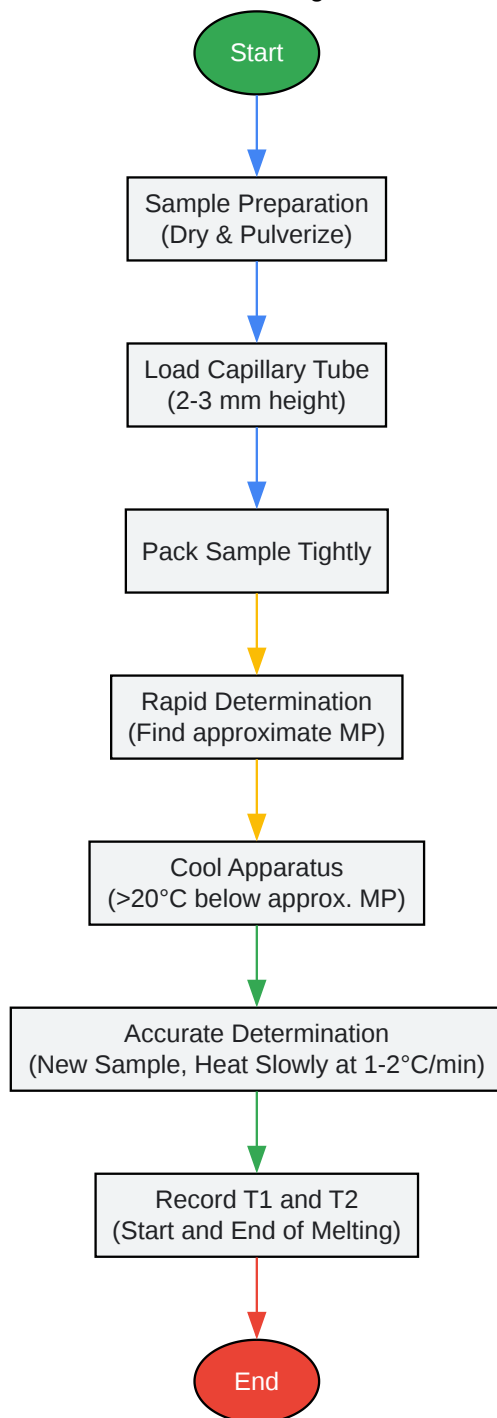 Start
Sample Preparation
(Dry & Pulverize)
Load Capillary Tube
(2-3 mm height)
Pack Sample Tightly
Rapid Determination
(Find approximate MP)
Cool Apparatus
(>20°C below approx. MP)
Accurate Determination
(New Sample, Heat Slowly at 1-2°C/min)
Record T1 and T2
(Start and End of Melting)
End